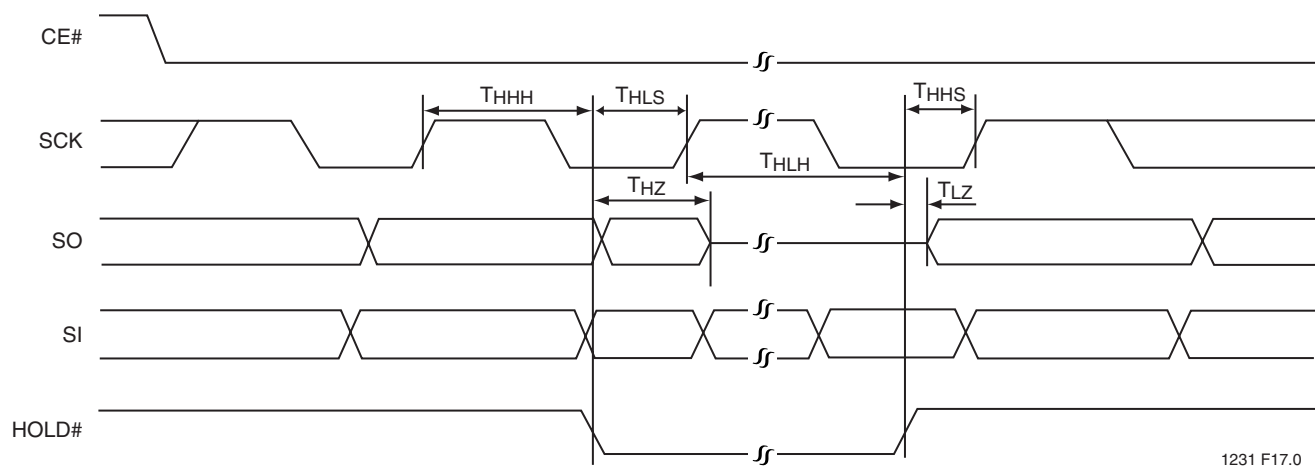 CE#
THHH
THLS
THHS
SCK
THLH
THZ
TLZ
SO
SI
HOLD#
1231 F17.0